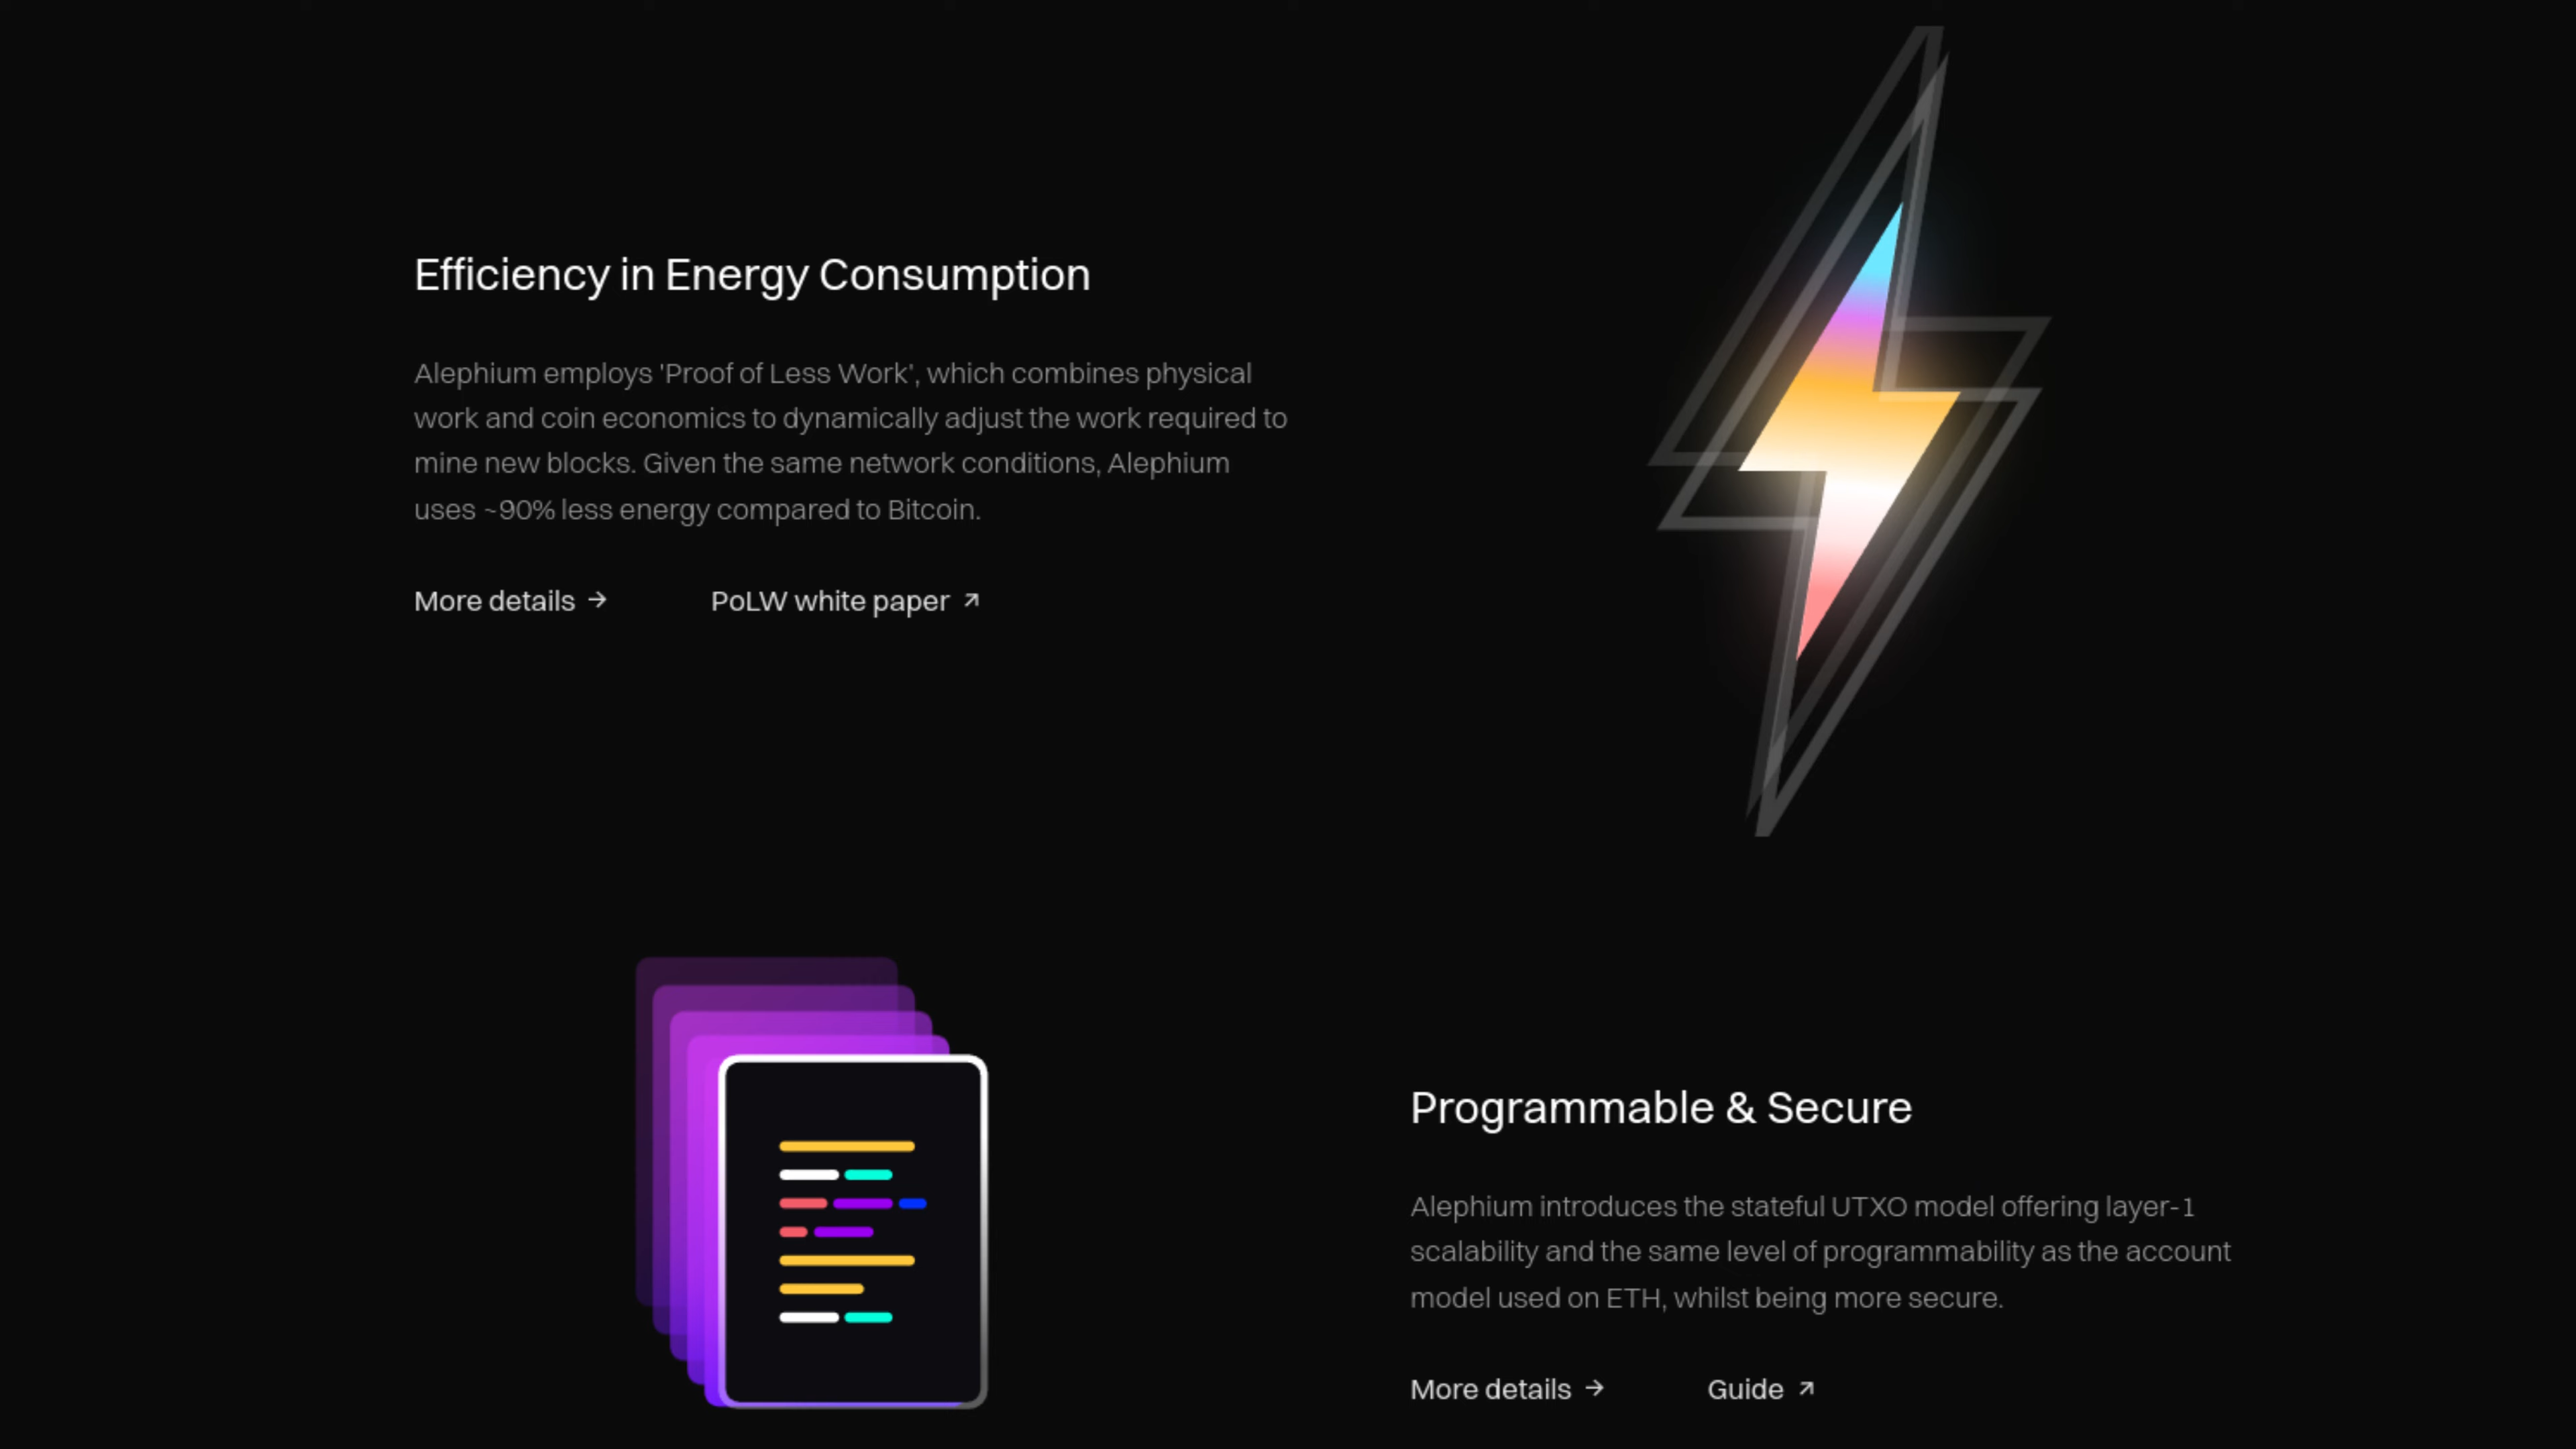 Efficiency in Energy Consumption
Alephium employs 'Proof of Less Work', which combines physical
work and coin economics to dynamically adjust the work required to
mine new blocks. Given the same network conditions, Alephium
uses ~90% less energy compared to Bitcoin.
More details → PoLW white paper ↗
Programmable & Secure
Alephium introduces the stateful UTXO model offering layer-1
scalability and the same level of programmability as the account
model used on ETH, whilst being more secure.
More details → Guide ↗